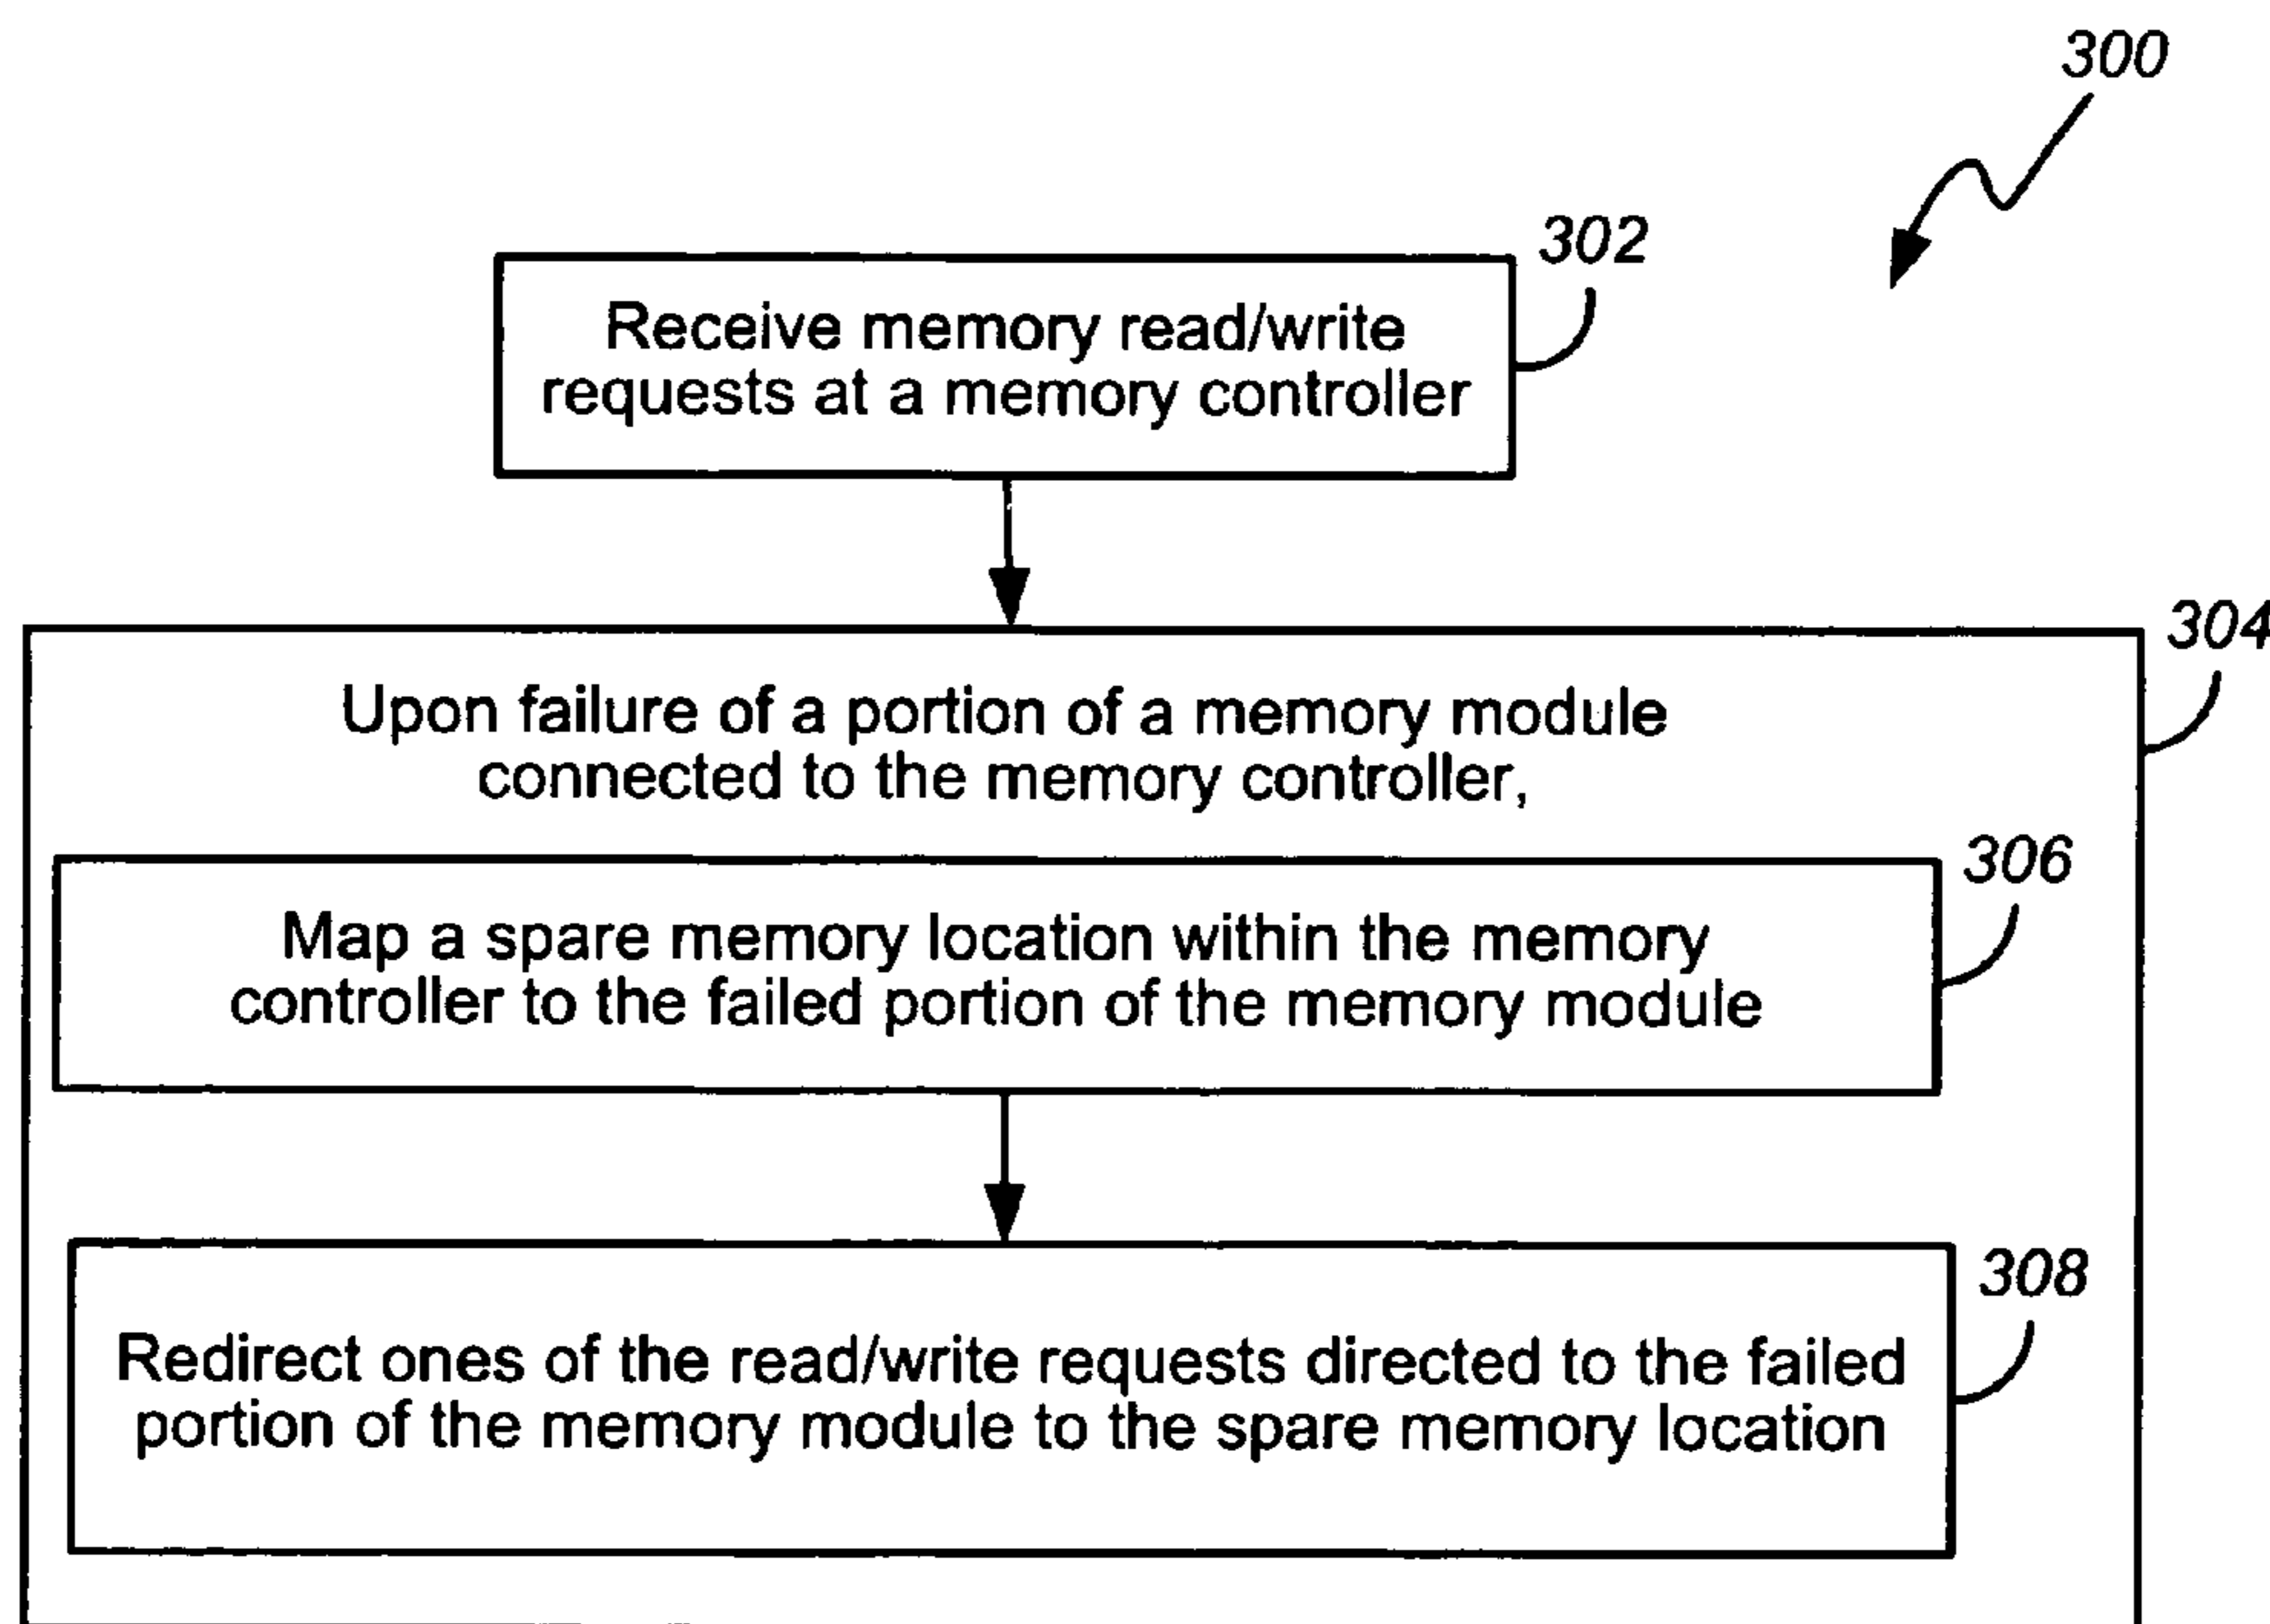 300
302
Receive memory read/write
requests at a memory controller
304
Upon failure of a portion of a memory module
connected to the memory controller,
306
Map a spare memory location within the memory
controller to the failed portion of the memory module
308
Redirect ones of the read/write requests directed to the failed
portion of the memory module to the spare memory location